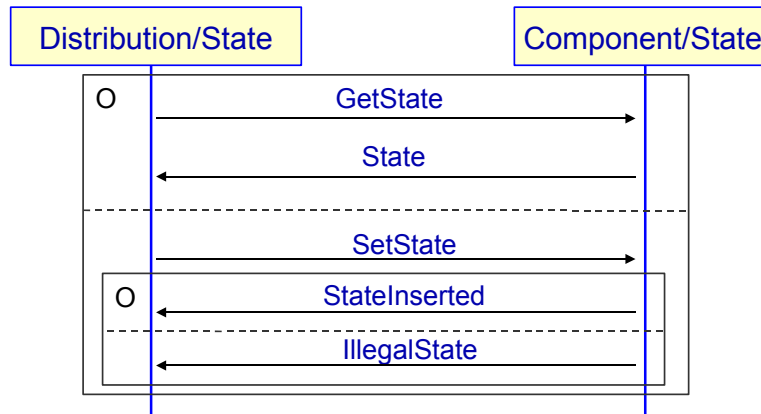 Distribution/State
Component/State
O
GetState
State
SetState
O
StateInserted
IllegalState